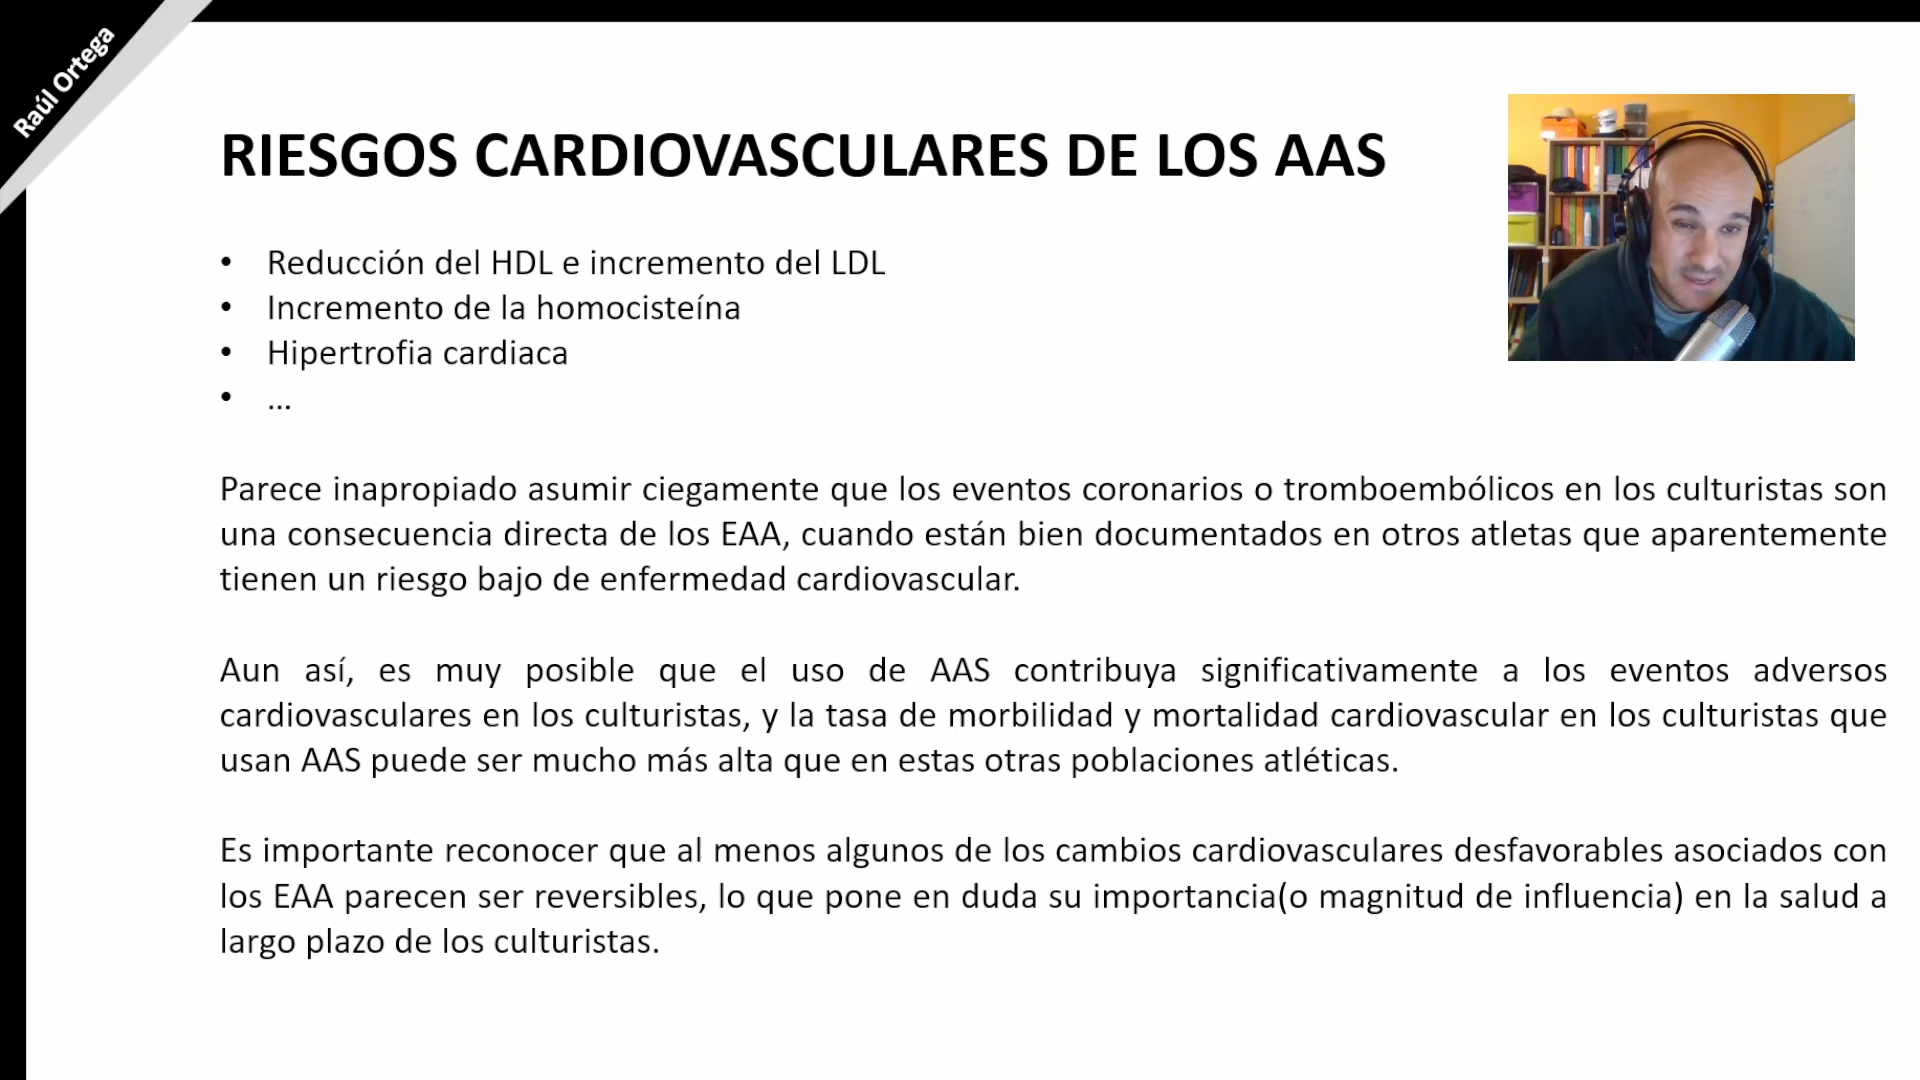 Raúl Ortega
RIESGOS CARDIOVASCULARES DE LOS AAS
• Reducción del HDL e incremento del LDL
• Incremento de la homocisteína
• Hipertrofia cardiaca
• ...
Parece inapropiado asumir ciegamente que los eventos coronarios o tromboembólicos en los culturistas son
una consecuencia directa de los EAA, cuando están bien documentados en otros atletas que aparentemente
tienen un riesgo bajo de enfermedad cardiovascular.
Aun así, es muy posible que el uso de AAS contribuya significativamente a los eventos adversos
cardiovasculares en los culturistas, y la tasa de morbilidad y mortalidad cardiovascular en los culturistas que
usan AAS puede ser mucho más alta que en estas otras poblaciones atléticas.
Es importante reconocer que al menos algunos de los cambios cardiovasculares desfavorables asociados con
los EAA parecen ser reversibles, lo que pone en duda su importancia(o magnitud de influencia) en la salud a
largo plazo de los culturistas.